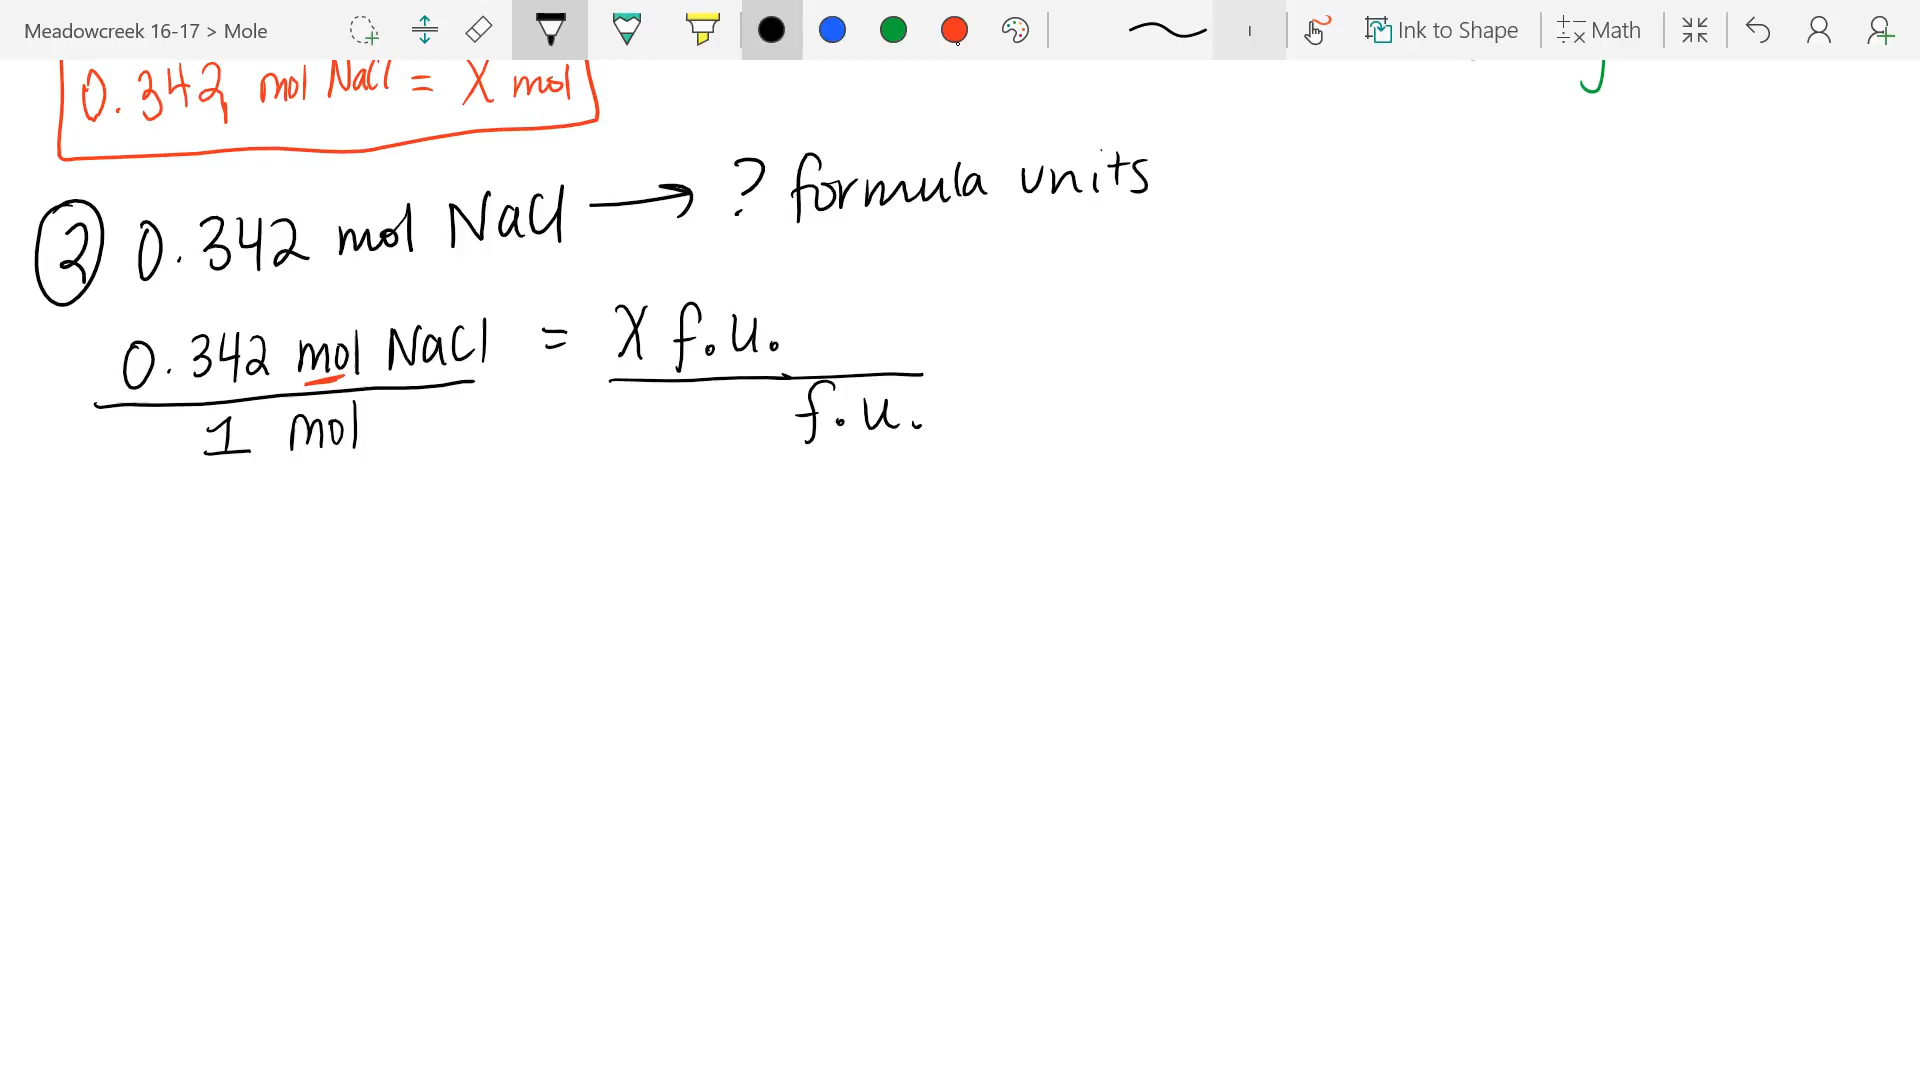 Meadowcreek 16-17 > Mole Ink to Shape Math
0.342 mol NaCl = X mol
② 0.342 mol NaCl → ? formula units
0.342 mol NaCl = X f.u.
1 mol f.u.